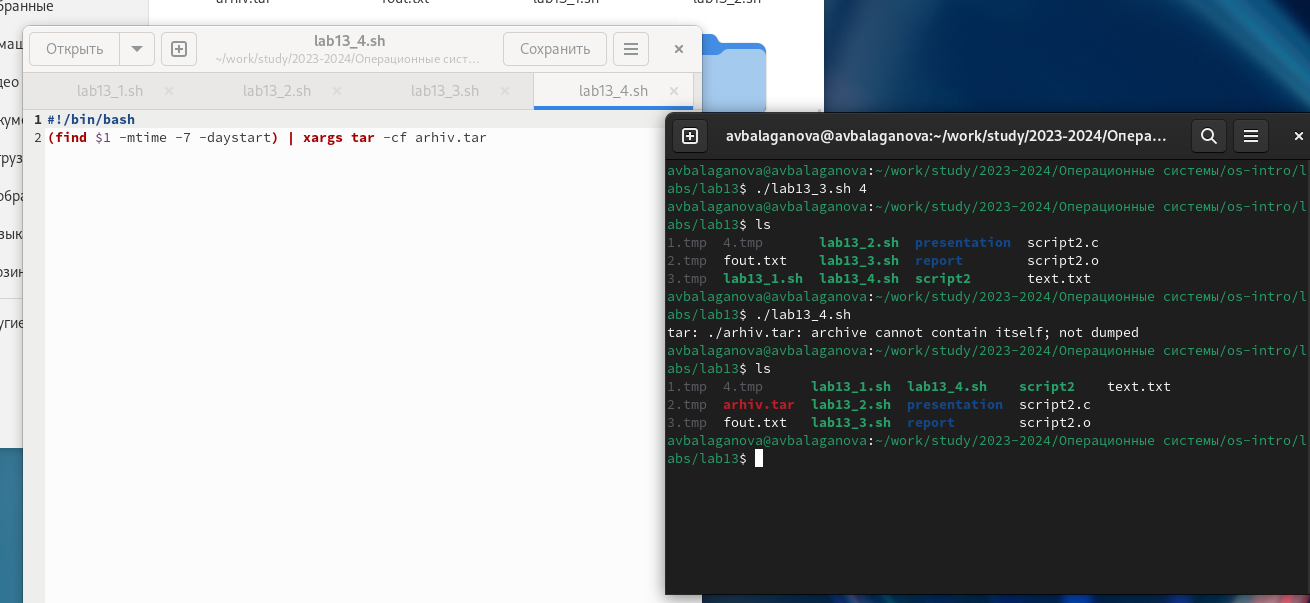 бранные
arhiv.tar
fout.txt
lab13_1.sh
lab13_2.sh
Открыть
lab13_4.sh
~/work/study/2023-2024/Операционные сист…
Сохранить
lab13_1.sh
lab13_2.sh
lab13_3.sh
lab13_4.sh
1 #!/bin/bash
2 (find $1 -mtime -7 -daystart) | xargs tar -cf arhiv.tar
avbalaganova@avbalaganova:~/work/study/2023-2024/Опера…
avbalaganova@avbalaganova:~/work/study/2023-2024/Операционные системы/os-intro/l
abs/lab13$ ./lab13_3.sh 4
avbalaganova@avbalaganova:~/work/study/2023-2024/Операционные системы/os-intro/l
abs/lab13$ ls
1.tmp 4.tmp lab13_2.sh presentation script2.c
2.tmp fout.txt lab13_3.sh report script2.o
3.tmp lab13_1.sh lab13_4.sh script2 text.txt
avbalaganova@avbalaganova:~/work/study/2023-2024/Операционные системы/os-intro/l
abs/lab13$ ./lab13_4.sh
tar: ./arhiv.tar: archive cannot contain itself; not dumped
avbalaganova@avbalaganova:~/work/study/2023-2024/Операционные системы/os-intro/l
abs/lab13$ ls
1.tmp 4.tmp lab13_1.sh lab13_4.sh script2 text.txt
2.tmp arhiv.tar lab13_2.sh presentation script2.c
3.tmp fout.txt lab13_3.sh report script2.o
avbalaganova@avbalaganova:~/work/study/2023-2024/Операционные системы/os-intro/l
abs/lab13$